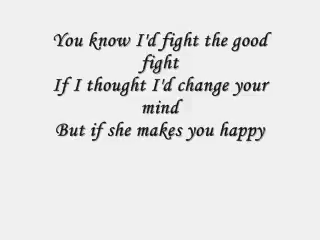 You know I'd fight the good
fight
If I thought I'd change your
mind
But if she makes you happy